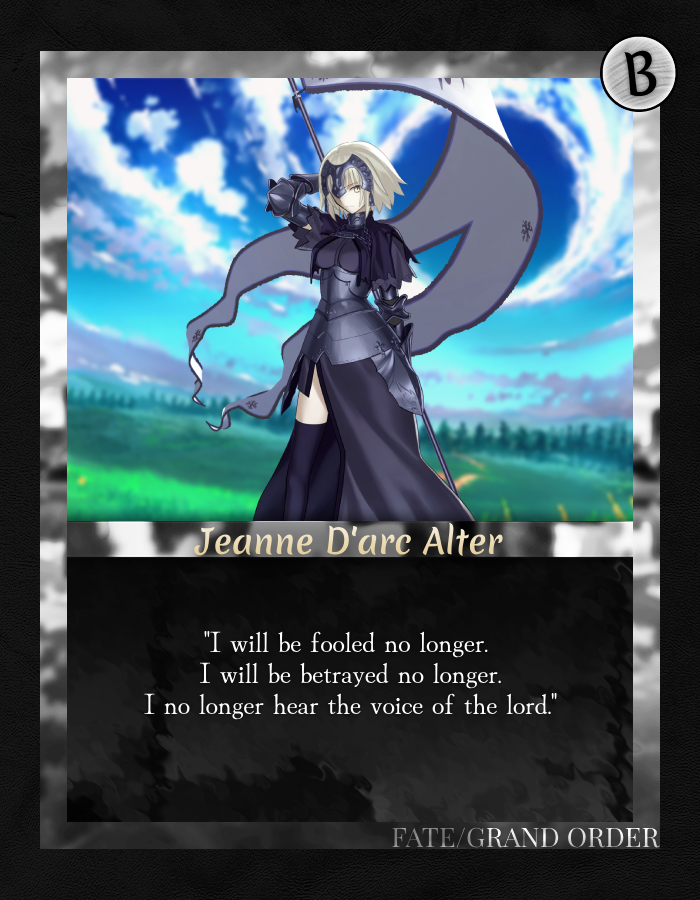 B
Jeanne D'arc Alter
"I will be fooled no longer.
I will be betrayed no longer.
I no longer hear the voice of the lord."
FATE/GRAND ORDER